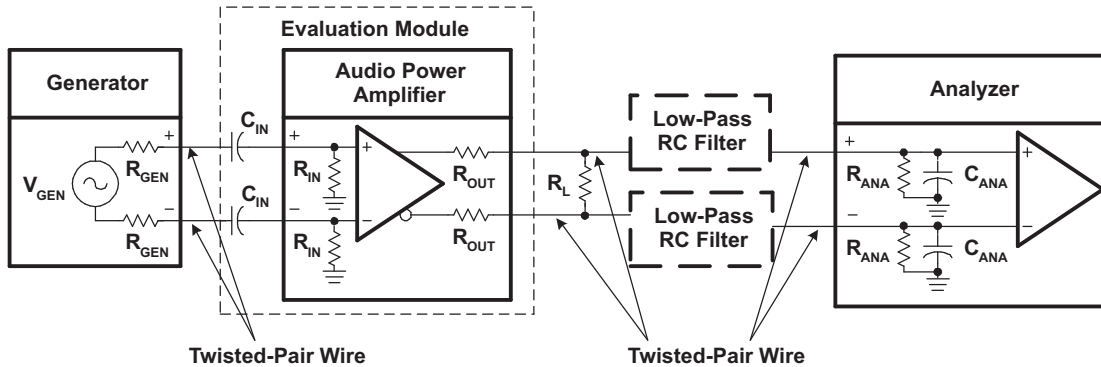 Evaluation Module
Generator
Audio Power
Amplifier
Analyzer
Low-Pass
RC Filter
Low-Pass
RC Filter
C_IN
C_IN
V_GEN
R_GEN
R_GEN
+
−
+
−
R_IN
R_IN
+
−
R_OUT
R_OUT
R_L
+
−
R_ANA
C_ANA
R_ANA
C_ANA
+
−
Twisted-Pair Wire
Twisted-Pair Wire